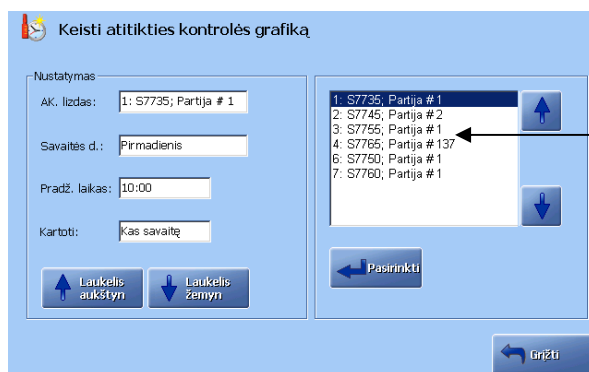 Keisti atitikties kontrolės grafiką
Nustatymas
AK. lizdas: 1: S7735; Partija # 1
Savaitės d.: Pirmadienis
Pradž. laikas: 10:00
Kartoti: Kas savaitę
Laukelis aukštyn
Laukelis žemyn
1: S7735; Partija # 1
2: S7745; Partija # 2
3: S7755; Partija # 1
4: S7765; Partija # 137
6: S7750; Partija # 1
7: S7760; Partija # 1
Pasirinkti
Grįžti